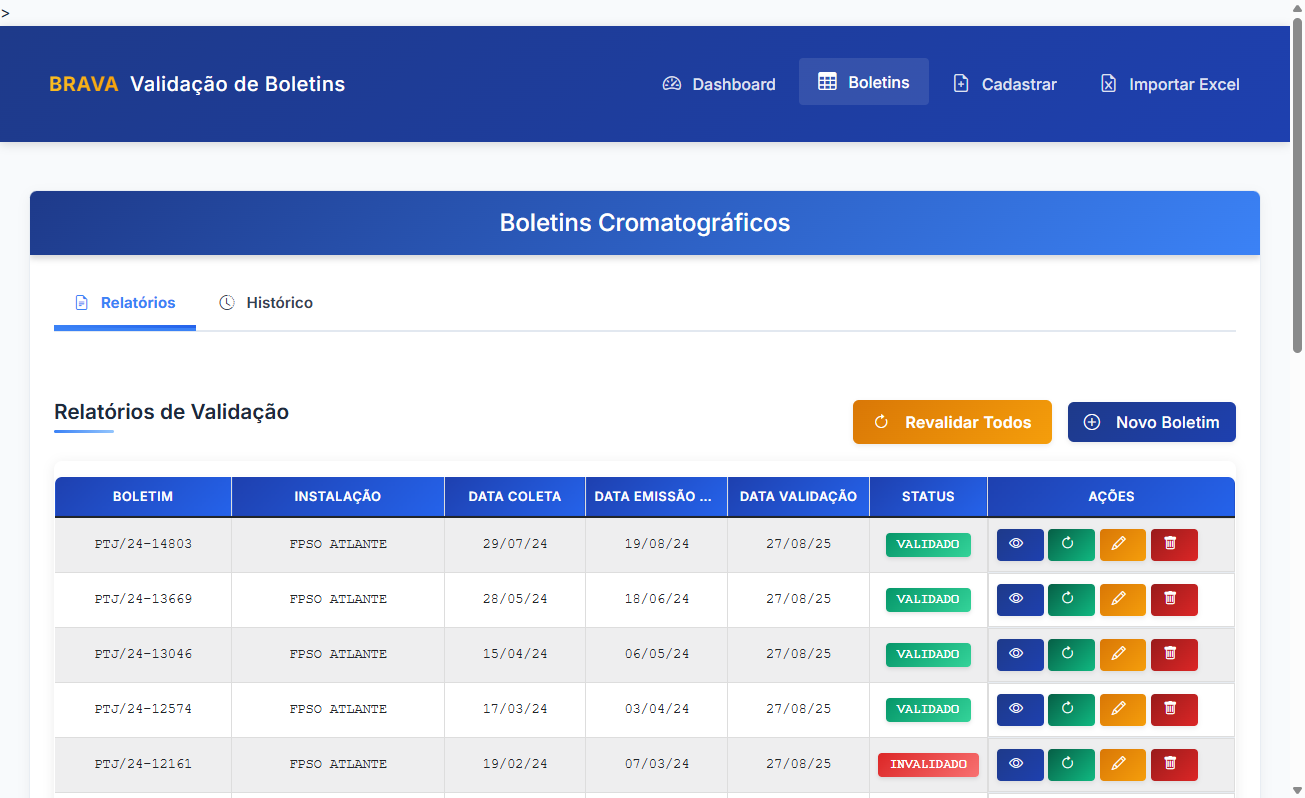 >
BRAVA Validação de Boletins
Dashboard
Boletins
Cadastrar
Importar Excel
Boletins Cromatográficos
Relatórios
Histórico
Relatórios de Validação
Revalidar Todos
Novo Boletim
BOLETIM INSTALAÇÃO DATA COLETA DATA EMISSÃO ... DATA VALIDAÇÃO STATUS AÇÕES
PTJ/24-14803 FPSO ATLANTE 29/07/24 19/08/24 27/08/25 VALIDADO
PTJ/24-13669 FPSO ATLANTE 28/05/24 18/06/24 27/08/25 VALIDADO
PTJ/24-13046 FPSO ATLANTE 15/04/24 06/05/24 27/08/25 VALIDADO
PTJ/24-12574 FPSO ATLANTE 17/03/24 03/04/24 27/08/25 VALIDADO
PTJ/24-12161 FPSO ATLANTE 19/02/24 07/03/24 27/08/25 INVALIDADO